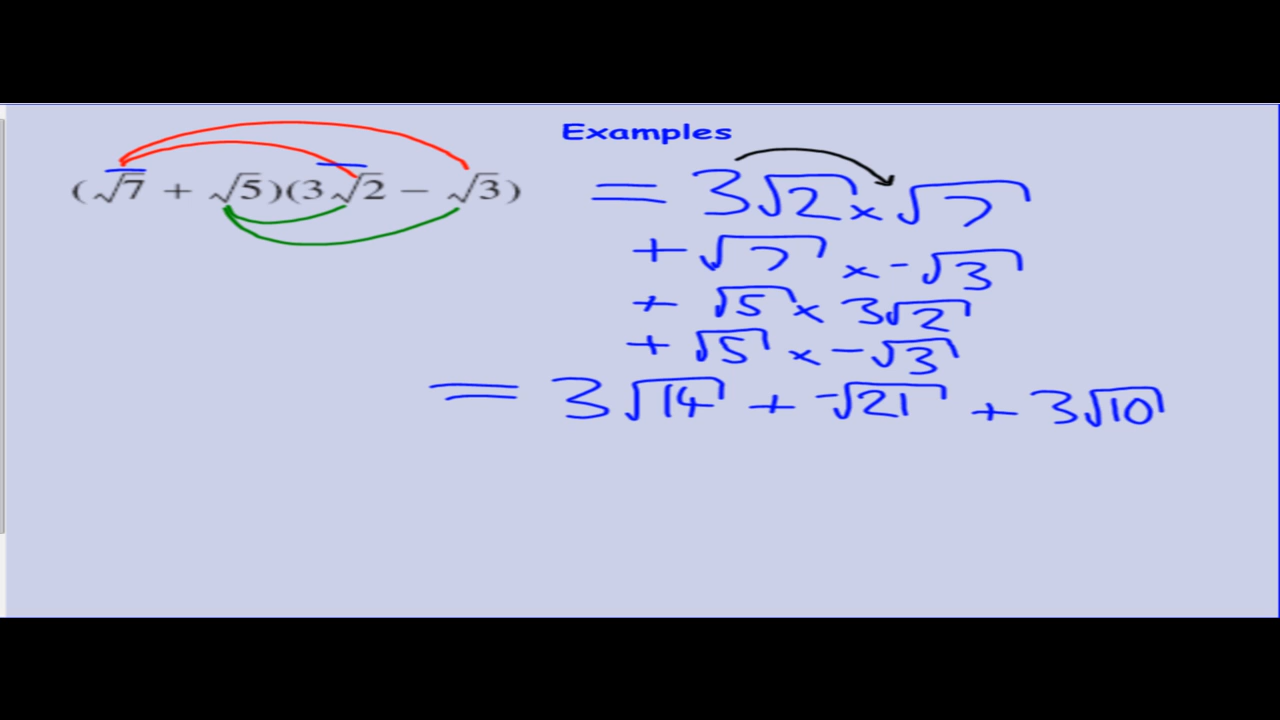 Examples
(√7 + √5)(3√2 − √3)
= 3√2 × √7
+ √7 × -√3
+ √5 × 3√2
+ √5 × -√3
= 3√14 + -√21 + 3√10